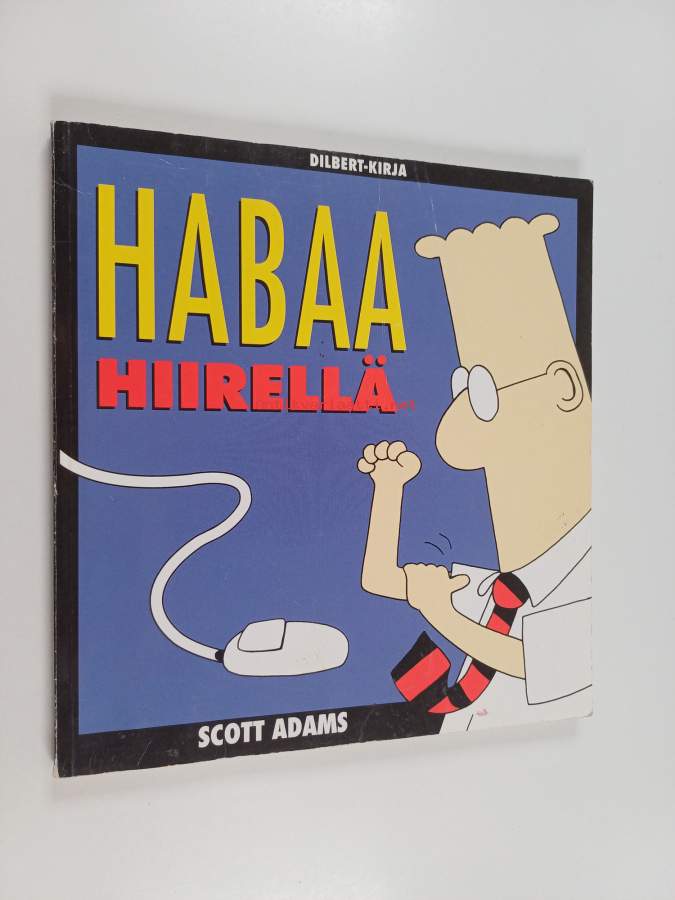 DILBERT-KIRJA
HABAA
HIIRELLÄ
SCOTT ADAMS